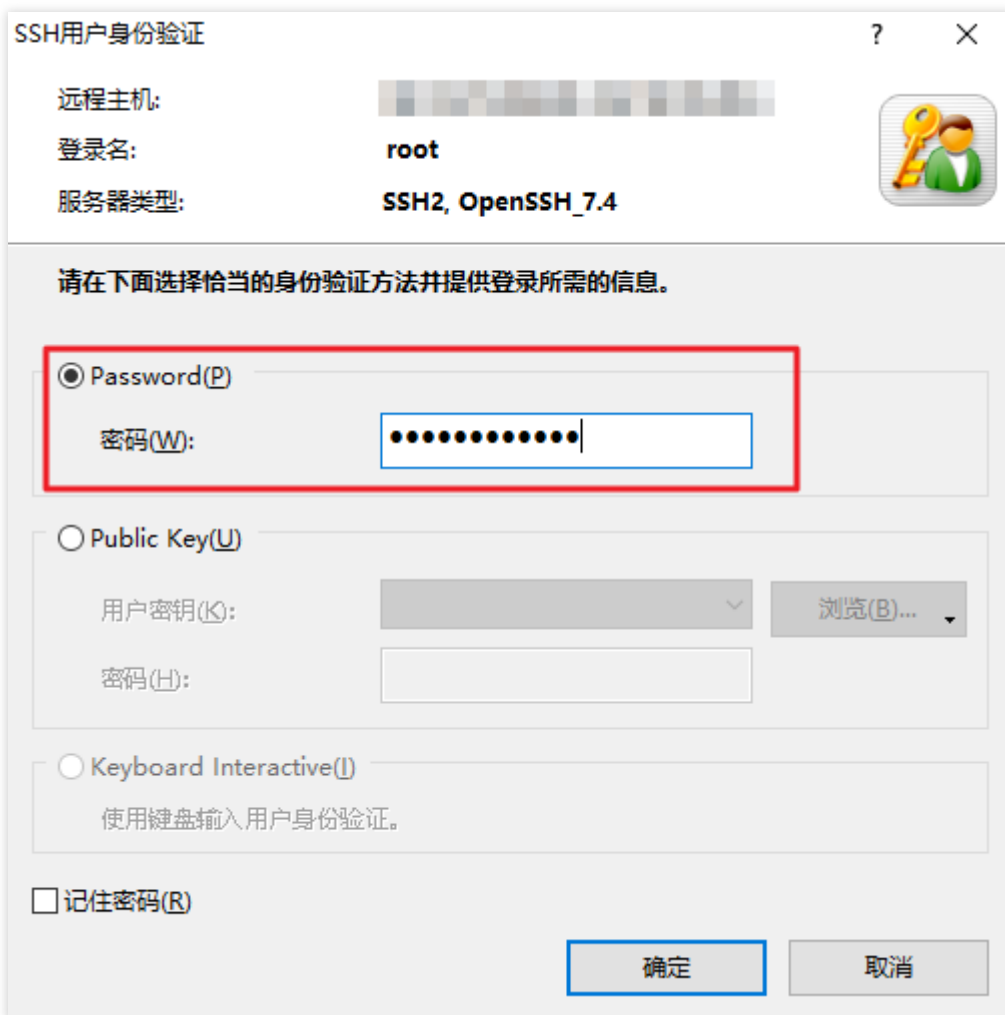 SSH用户身份验证
远程主机:
登录名: root
服务器类型: SSH2, OpenSSH_7.4
请在下面选择恰当的身份验证方法并提供登录所需的信息。
Password(P)
密码(W): ●●●●●●●●●●●●
Public Key(U)
用户密钥(K): 浏览(B)...
密码(H):
Keyboard Interactive(I)
使用键盘输入用户身份验证。
记住密码(R)
确定 取消